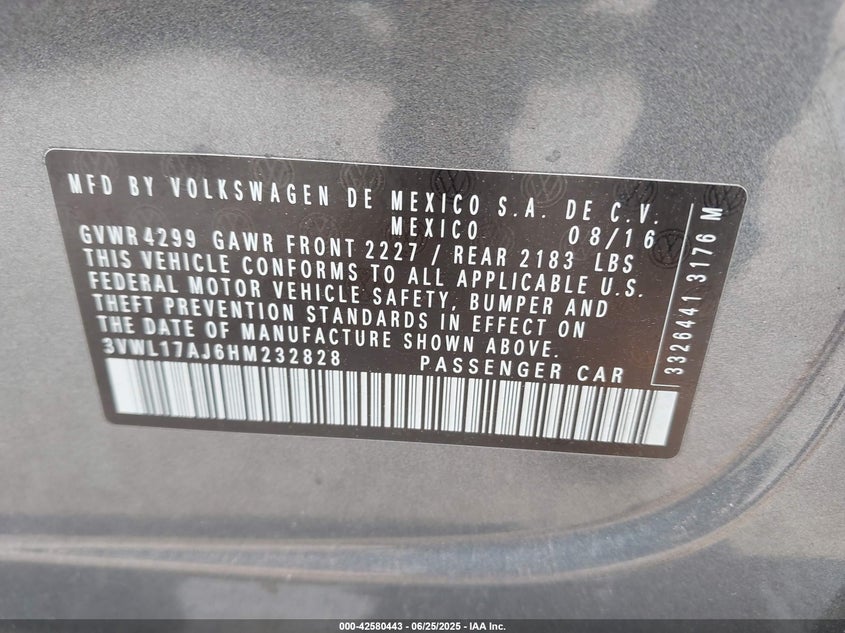 MFD BY VOLKSWAGEN DE MEXICO S.A. DE C.V.
MEXICO 08/16
GVWR 4299 GAWR FRONT 2227 / REAR 2183 LBS
THIS VEHICLE CONFORMS TO ALL APPLICABLE U.S.
FEDERAL MOTOR VEHICLE SAFETY, BUMPER AND
THEFT PREVENTION STANDARDS IN EFFECT ON
THE DATE OF MANUFACTURE SHOWN ABOVE.
3VWL17AJ6HM232828 PASSENGER CAR
3326441 3176 M
000-42580443 - 06/25/2025 - IAA Inc.